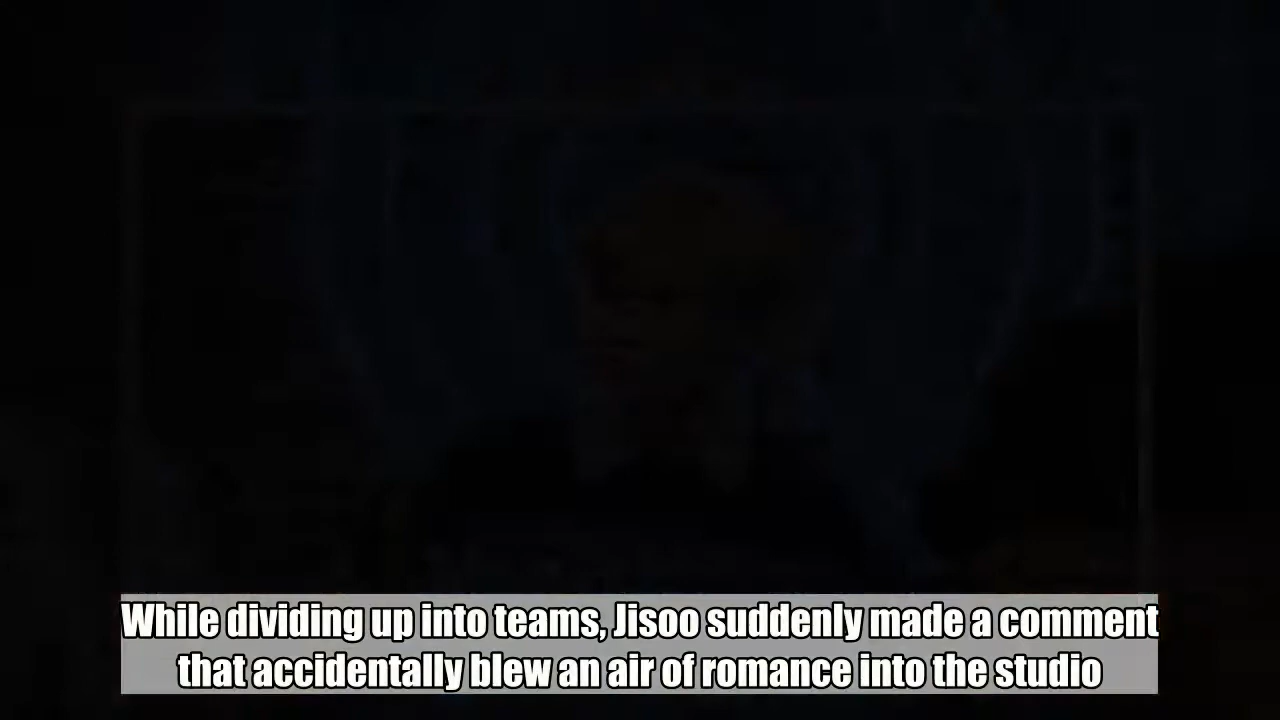 While dividing up into teams, Jisoo suddenly made a comment
that accidentally blew an air of romance into the studio